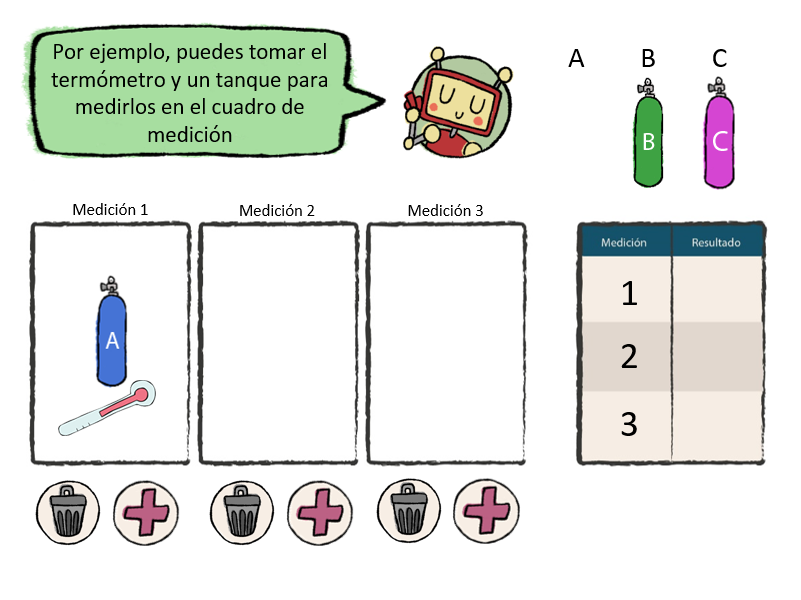 Por ejemplo, puedes tomar el
termómetro y un tanque para
medirlos en el cuadro de
medición
A B C
B C
Medición 1 Medición 2 Medición 3
Medición Resultado
A
1
2
3